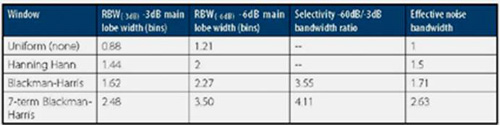 Window RBW(-3dB) -3dB main lobe width (bins) RBW(-6dB) -6dB main lobe width (bins) Selectivity -60dB/-3dB bandwidth ratio Effective noise bandwidth
Uniform (none) 0.88 1.21 -- 1
Hanning Hann 1.44 2 -- 1.5
Blackman-Harris 1.62 2.27 3.55 1.71
7-term Blackman-Harris 2.48 3.50 4.11 2.63